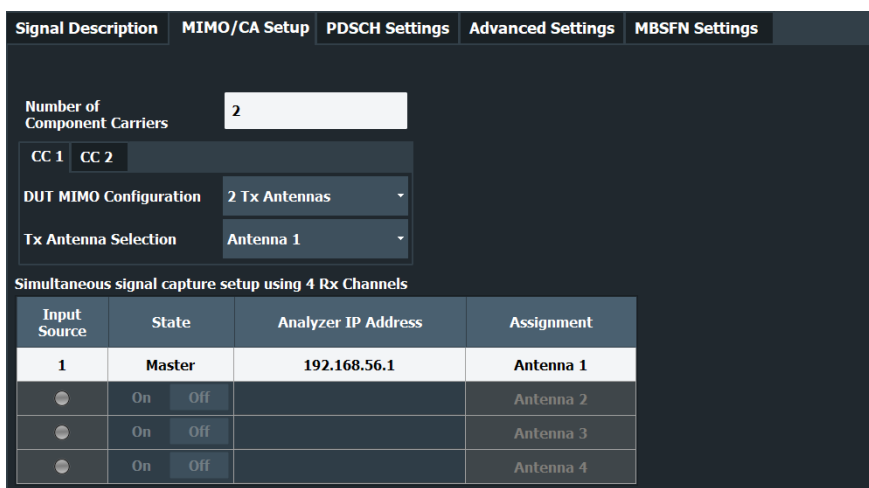 Signal Description MIMO/CA Setup PDSCH Settings Advanced Settings MBSFN Settings
Number of
Component Carriers
2
CC 1 CC 2
DUT MIMO Configuration 2 Tx Antennas
Tx Antenna Selection Antenna 1
Simultaneous signal capture setup using 4 Rx Channels
Input
Source
State Analyzer IP Address Assignment
1 Master 192.168.56.1 Antenna 1
On Off Antenna 2
On Off Antenna 3
On Off Antenna 4